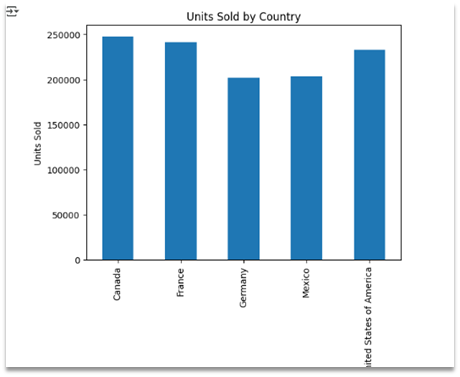 Units Sold by Country
Units Sold
250000
200000
150000
100000
50000
0
Canada
France
Germany
Mexico
ited States of America